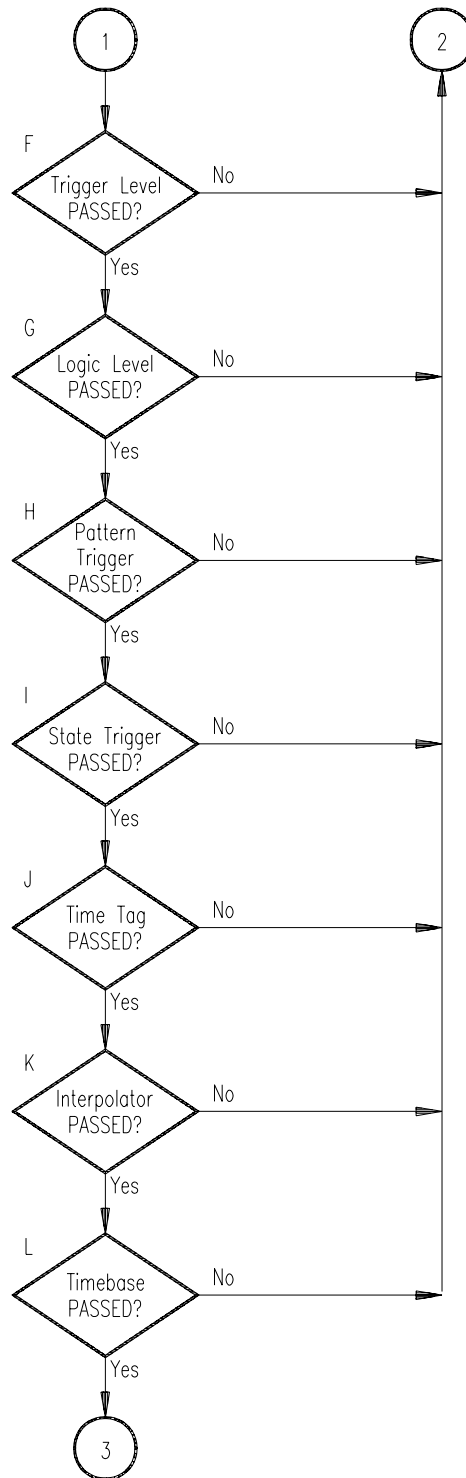 1
2
F
Trigger Level
PASSED?
No
Yes
G
Logic Level
PASSED?
No
Yes
H
Pattern
Trigger
PASSED?
No
Yes
I
State Trigger
PASSED?
No
Yes
J
Time Tag
PASSED?
No
Yes
K
Interpolator
PASSED?
No
Yes
L
Timebase
PASSED?
No
Yes
3